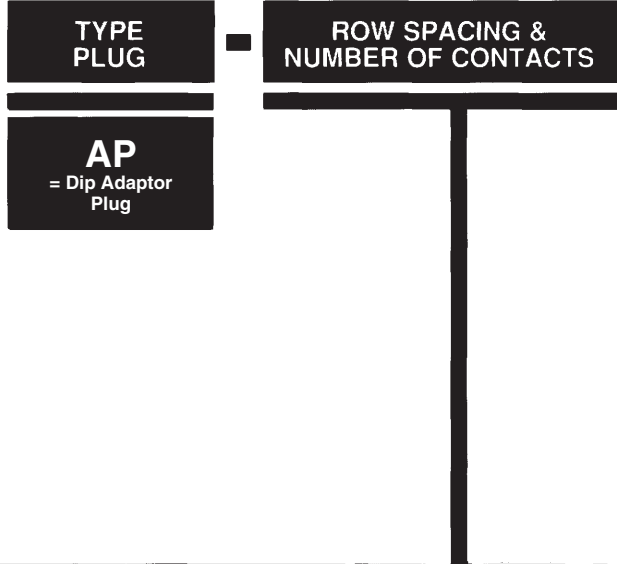 TYPE
PLUG
ROW SPACING &
NUMBER OF CONTACTS
AP
= Dip Adaptor
Plug